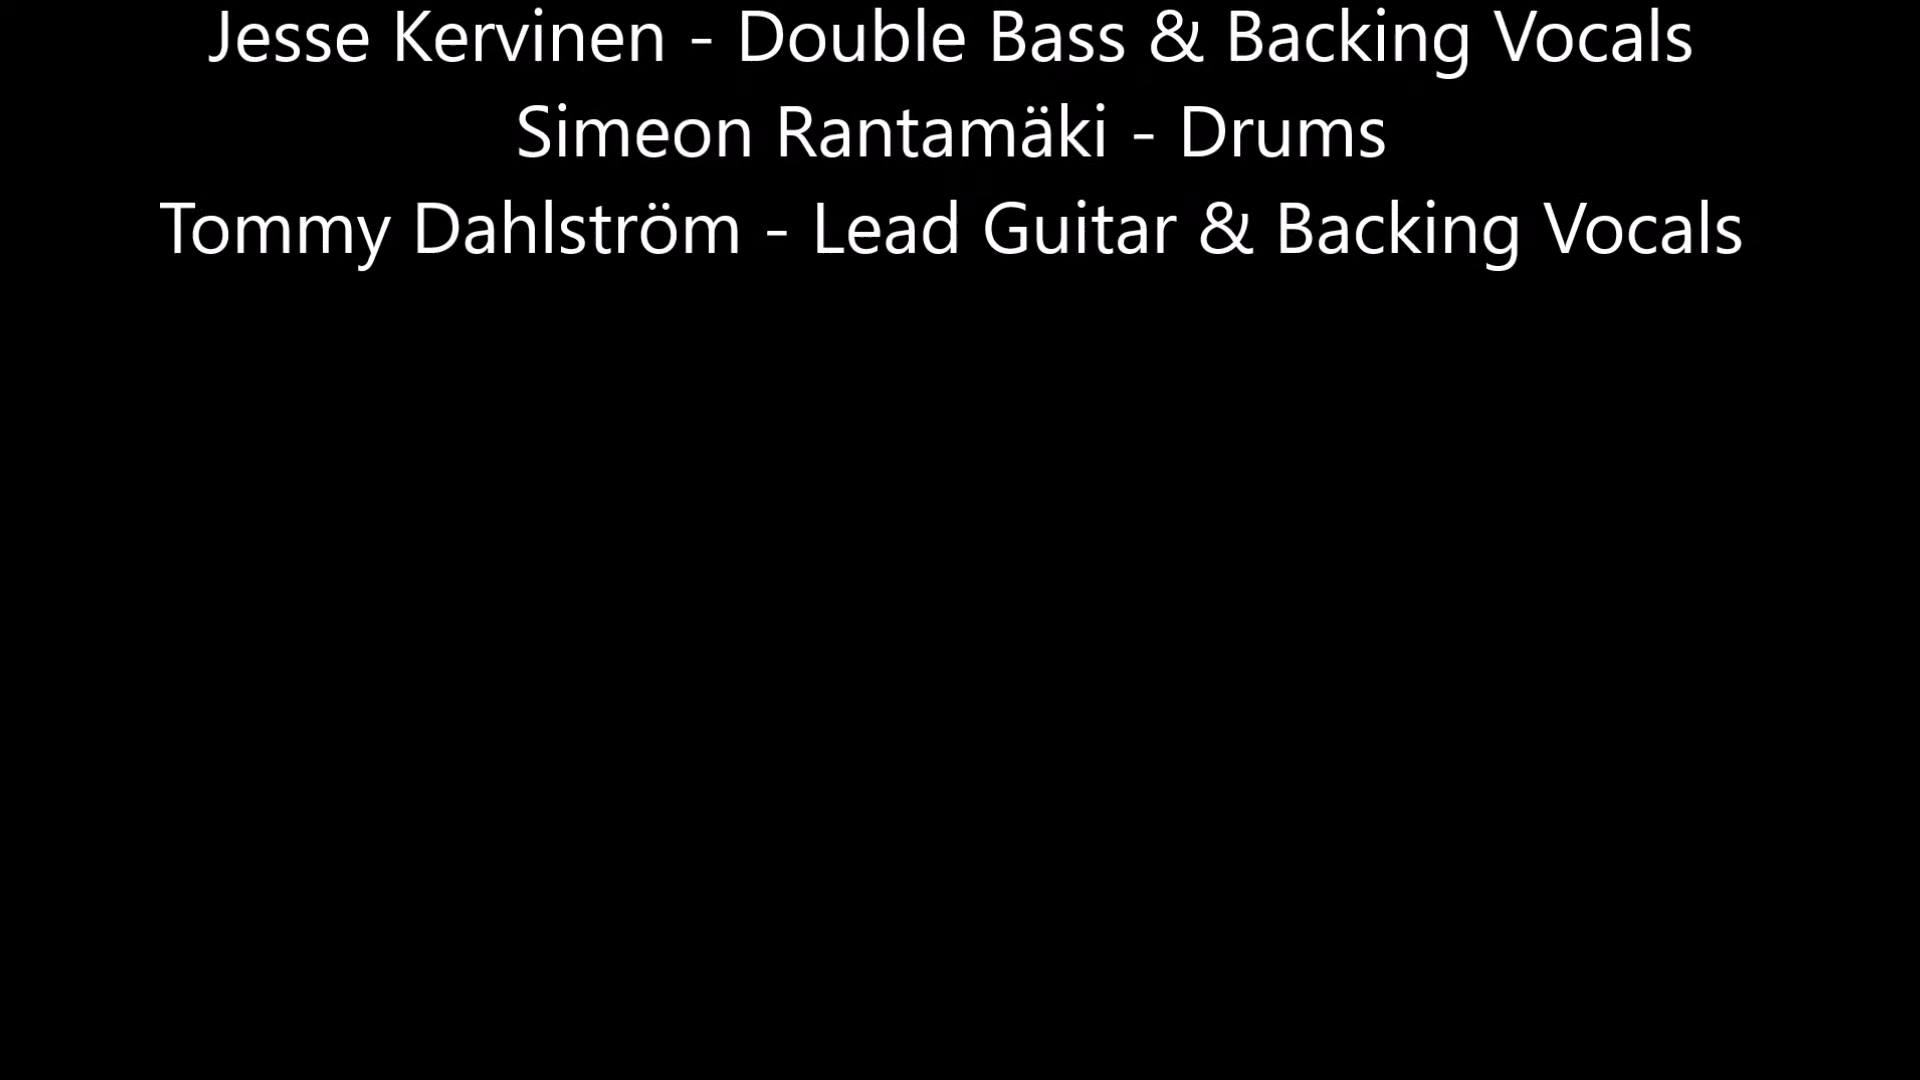 Jesse Kervinen - Double Bass & Backing Vocals
Simeon Rantamäki - Drums
Tommy Dahlström - Lead Guitar & Backing Vocals